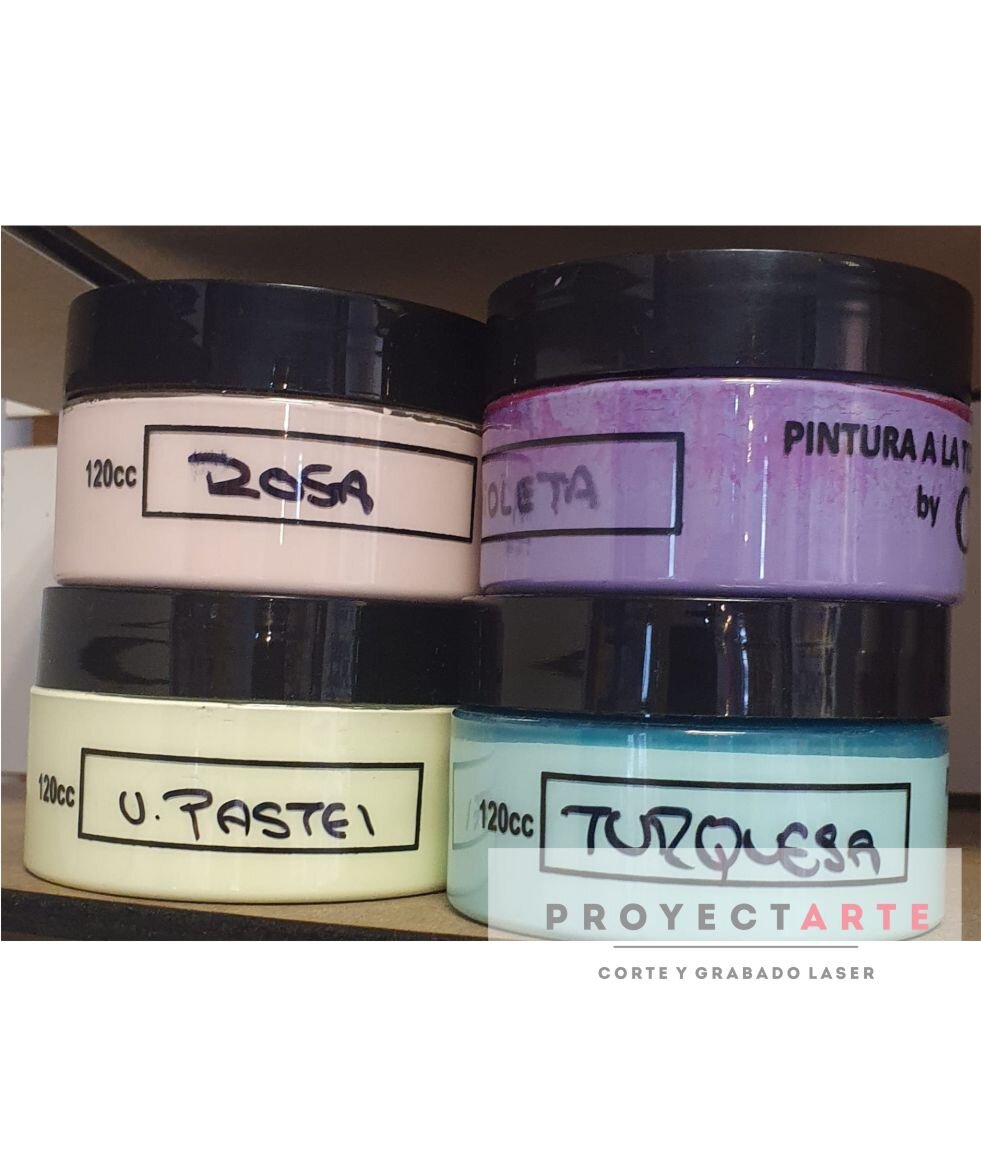 120cc
ROSA
OLETA
PINTURA A LA
by
120cc
V. PASTEl
120cc
TURQUESA
PROYECTARTE
CORTE Y GRABADO LASER